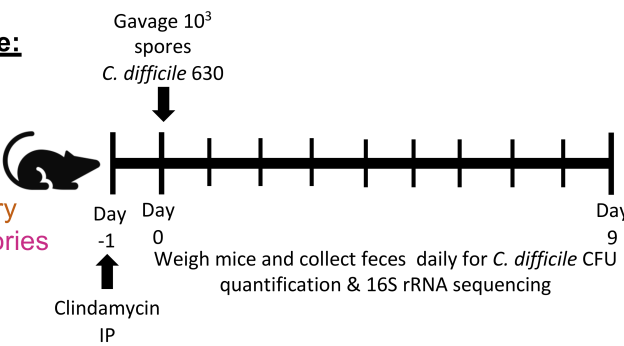 Gavage 10³
spores
C. difficile 630
e:
ry
ories
Day
-1
Day
0
Day
9
Weigh mice and collect feces daily for C. difficile CFU
quantification & 16S rRNA sequencing
Clindamycin
IP